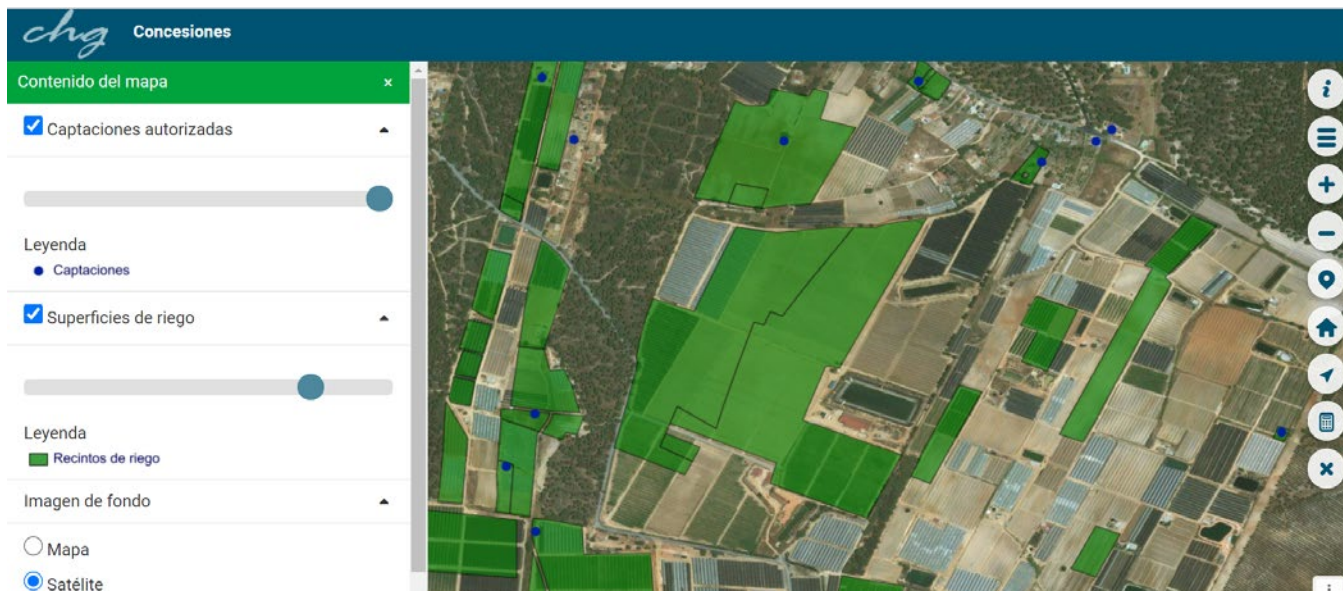 chg Concesiones
Contenido del mapa ×
Captaciones autorizadas
Leyenda
Captaciones
Superficies de riego
Leyenda
Recintos de riego
Imagen de fondo
Mapa
Satélite